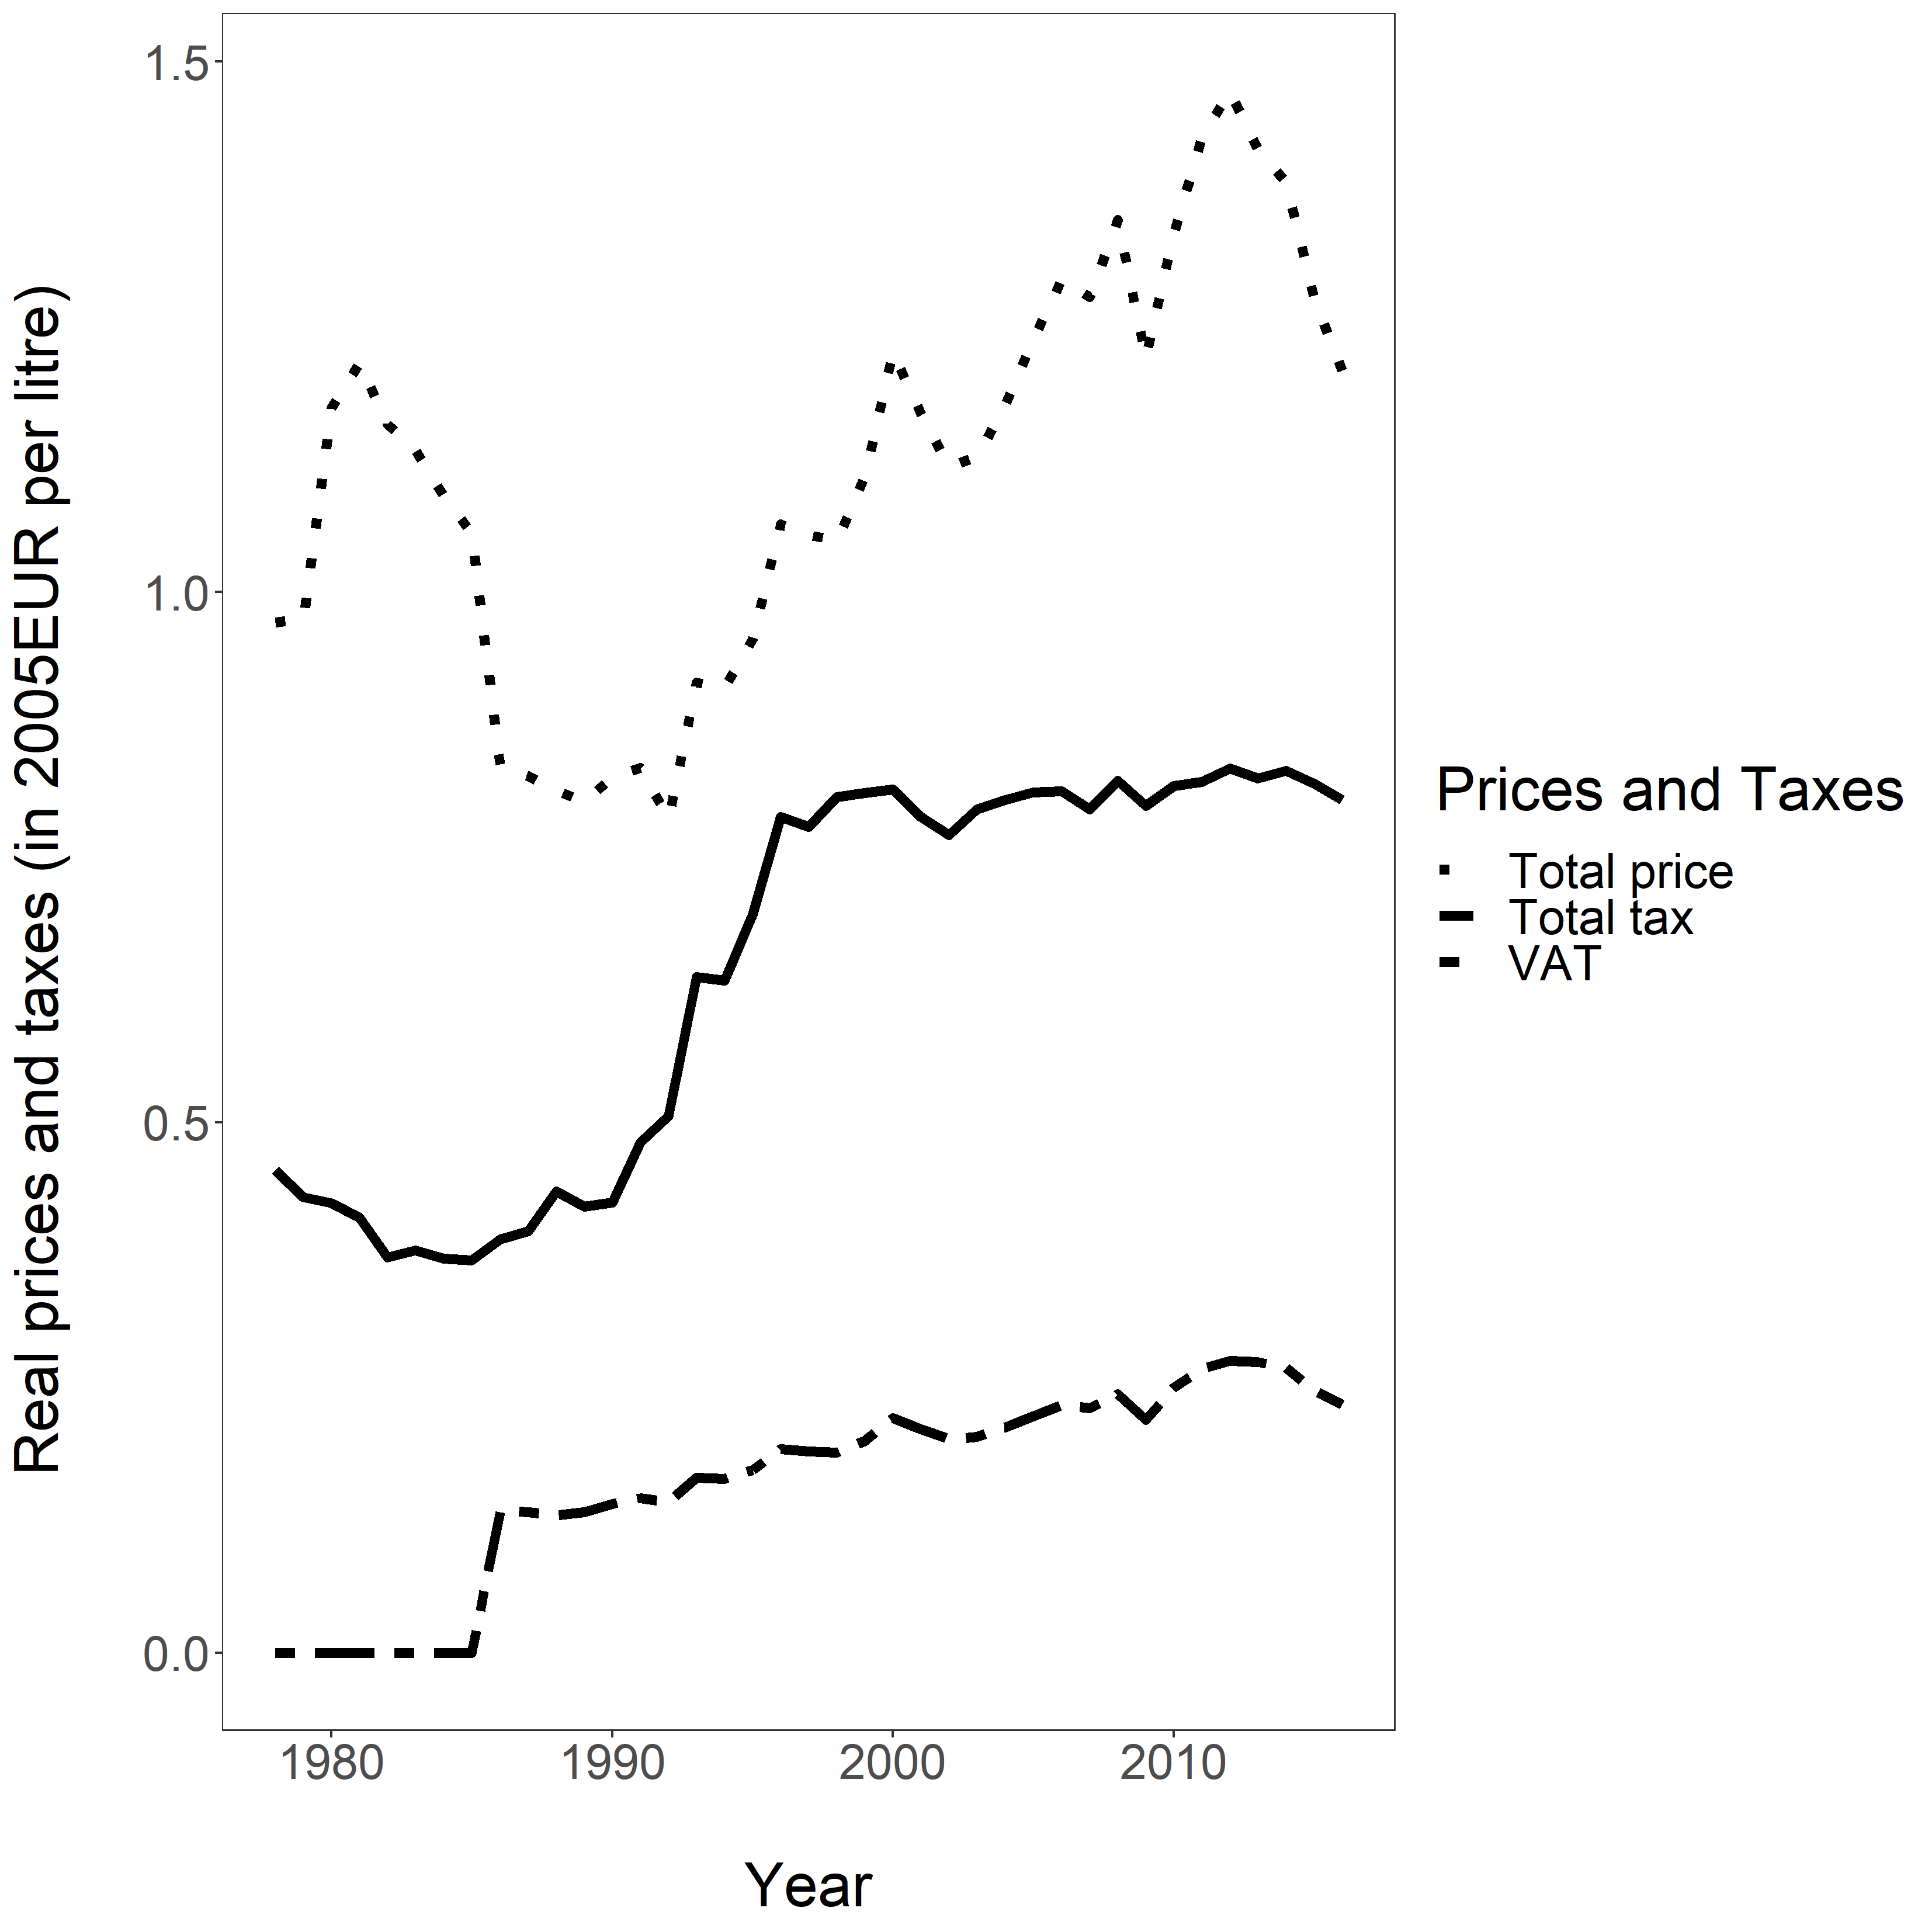 Real prices and taxes (in 2005EUR per litre)
1.5
1.0
0.5
0.0
1980
1990
2000
2010
Year
Prices and Taxes
Total price
Total tax
VAT